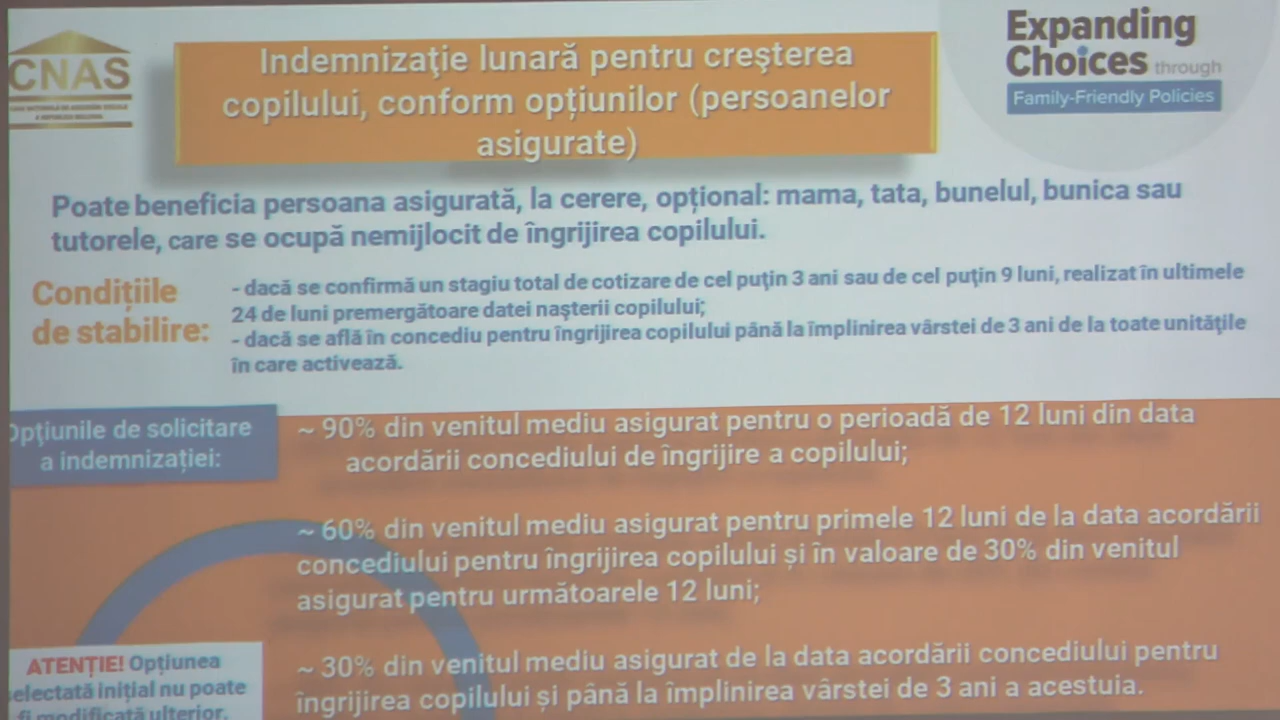 CNAS
A REPUBLICII MOLDOVA
Indemnizaţie lunară pentru creşterea
copilului, conform opțiunilor (persoanelor
asigurate)
Expanding
Choices through
Family-Friendly Policies
Poate beneficia persoana asigurată, la cerere, opțional: mama, tata, bunelul, bunica sau
tutorele, care se ocupă nemijlocit de îngrijirea copilului.
Condițiile
de stabilire:
- dacă se confirmă un stagiu total de cotizare de cel puţin 3 ani sau de cel puţin 9 luni, realizat în ultimele
24 de luni premergătoare datei naşterii copilului;
- dacă se află în concediu pentru îngrijirea copilului până la împlinirea vârstei de 3 ani de la toate unităţile
în care activează.
Opţiunile de solicitare
a indemnizației:
~ 90% din venitul mediu asigurat pentru o perioadă de 12 luni din data
acordării concediului de îngrijire a copilului;
~ 60% din venitul mediu asigurat pentru primele 12 luni de la data acordării
concediului pentru îngrijirea copilului și în valoare de 30% din venitul
asigurat pentru următoarele 12 luni;
ATENȚIE! Opțiunea
selectată inițial nu poate
fi modificată ulterior.
~ 30% din venitul mediu asigurat de la data acordării concediului pentru
îngrijirea copilului și până la împlinirea vârstei de 3 ani a acestuia.